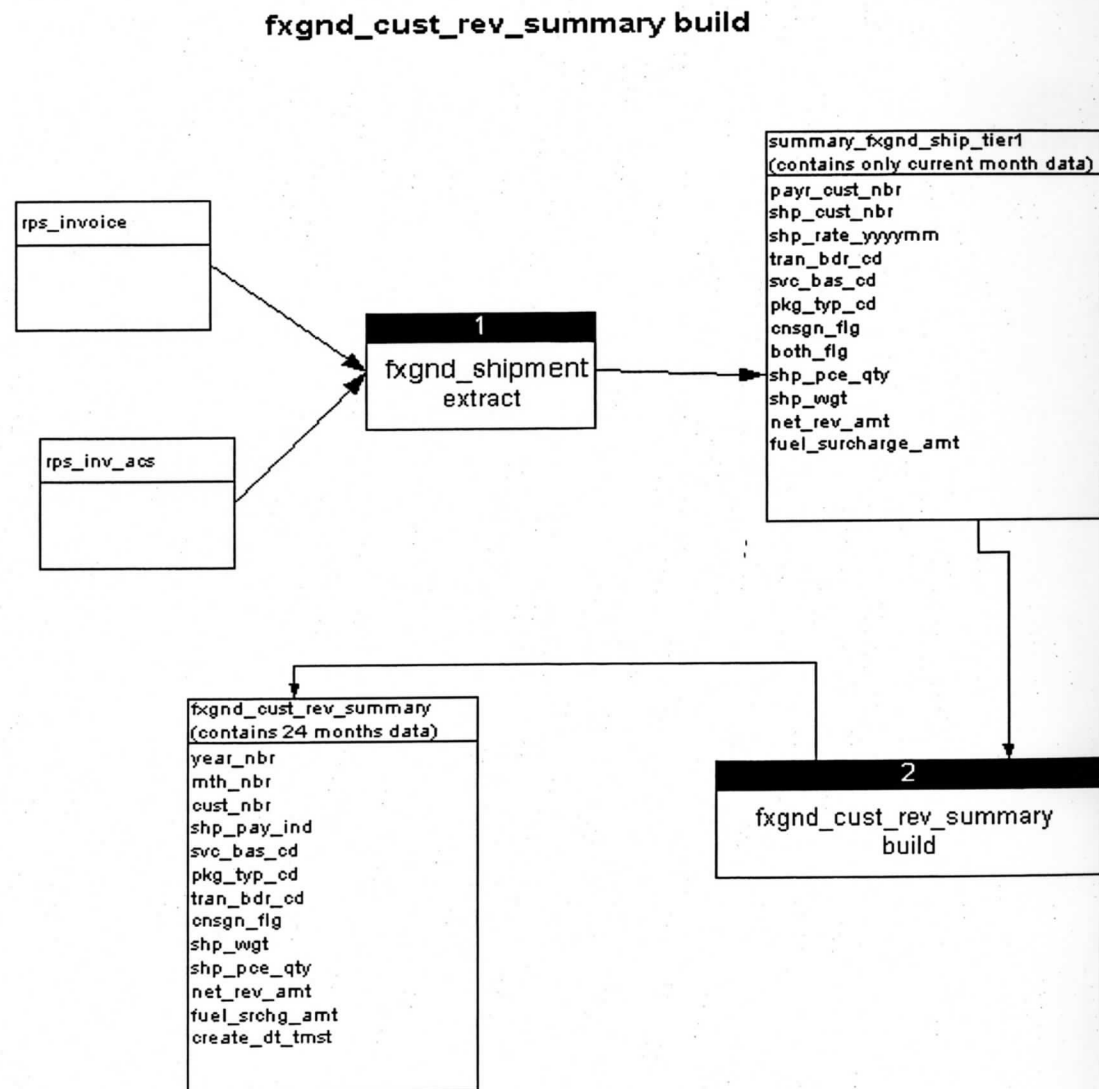 fxgnd_cust_rev_summary build
summary_fxgnd_ship_tier1
(contains only current month data)
payr_cust_nbr
shp_cust_nbr
shp_rate_yyyymm
tran_bdr_cd
svc_bas_cd
pkg_typ_cd
cnsgn_flg
both_flg
shp_pce_qty
shp_wgt
net_rev_amt
fuel_surcharge_amt
rps_invoice
1
fxgnd_shipment
extract
rps_inv_acs
fxgnd_cust_rev_summary
(contains 24 months data)
year_nbr
mth_nbr
cust_nbr
shp_pay_ind
svc_bas_cd
pkg_typ_cd
tran_bdr_cd
cnsgn_flg
shp_wgt
shp_pce_qty
net_rev_amt
fuel_srchg_amt
create_dt_tmst
2
fxgnd_cust_rev_summary
build